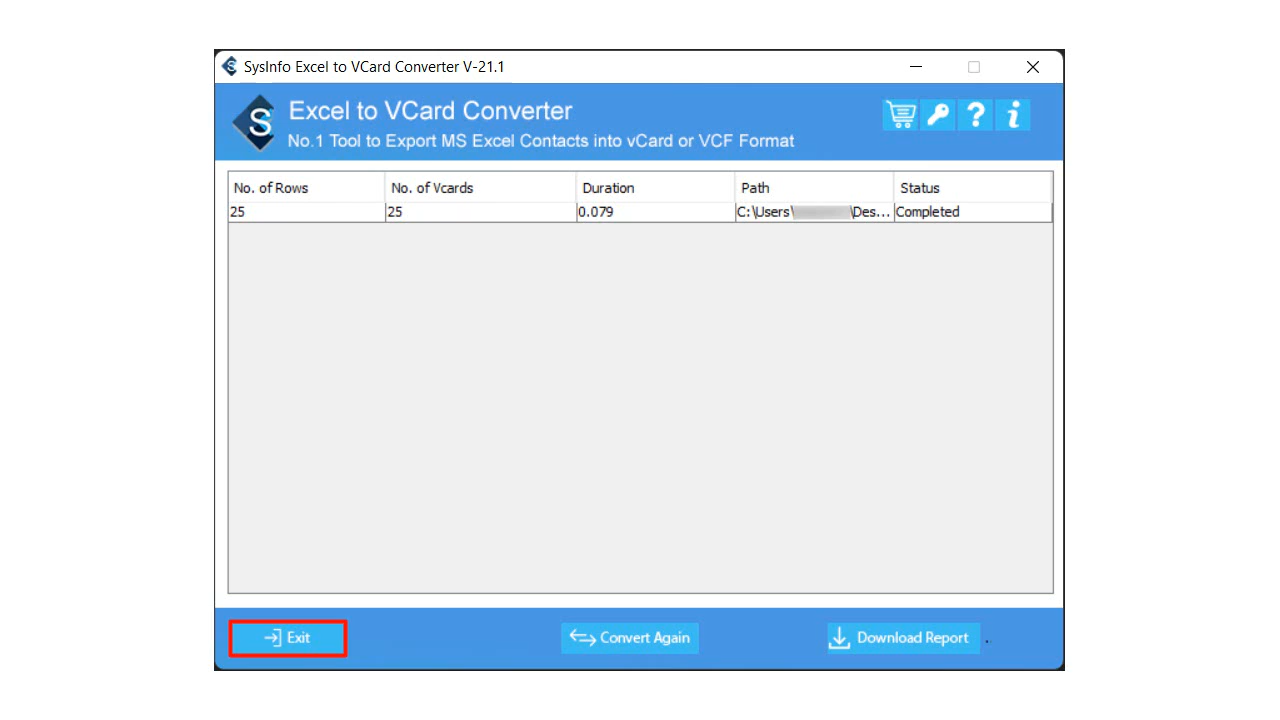 SysInfo Excel to VCard Converter V-21.1
S
Excel to VCard Converter
No.1 Tool to Export MS Excel Contacts into vCard or VCF Format
No. of Rows No. of Vcards Duration Path Status
25 25 0.079 C:\Users\ \Des... Completed
Exit Convert Again Download Report .